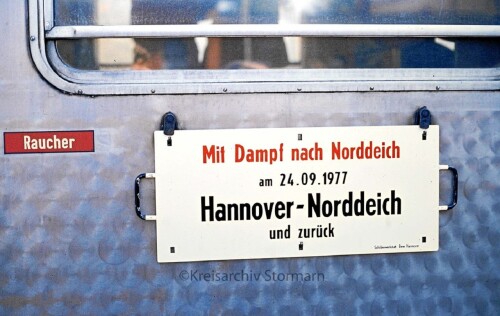 Raucher
Mit Dampf nach Norddeich
am 24.09.1977
Hannover-Norddeich
und zurück
©Kreisarchiv Stormarn